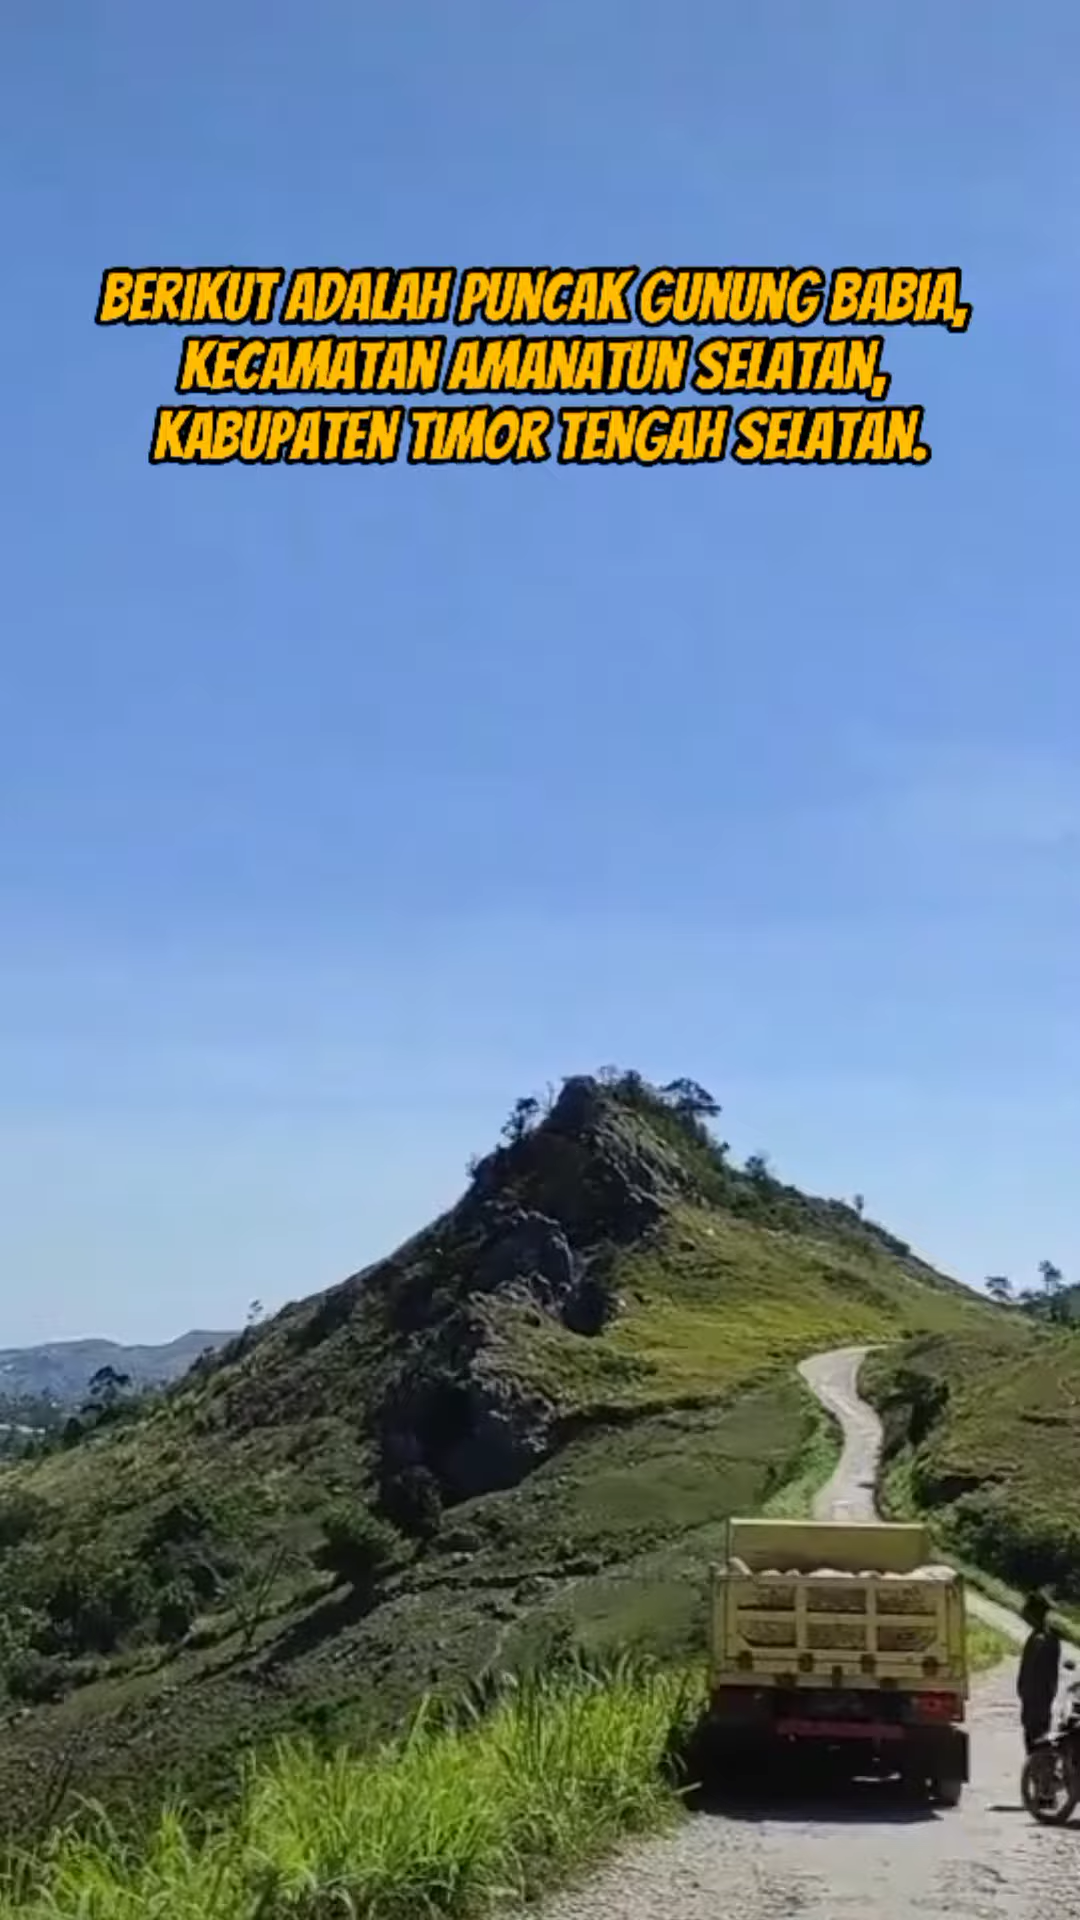 BERIKUT ADALAH PUNCAK GUNUNG BABIA,
KECAMATAN AMANATUN SELATAN,
KABUPATEN TIMOR TENGAH SELATAN.